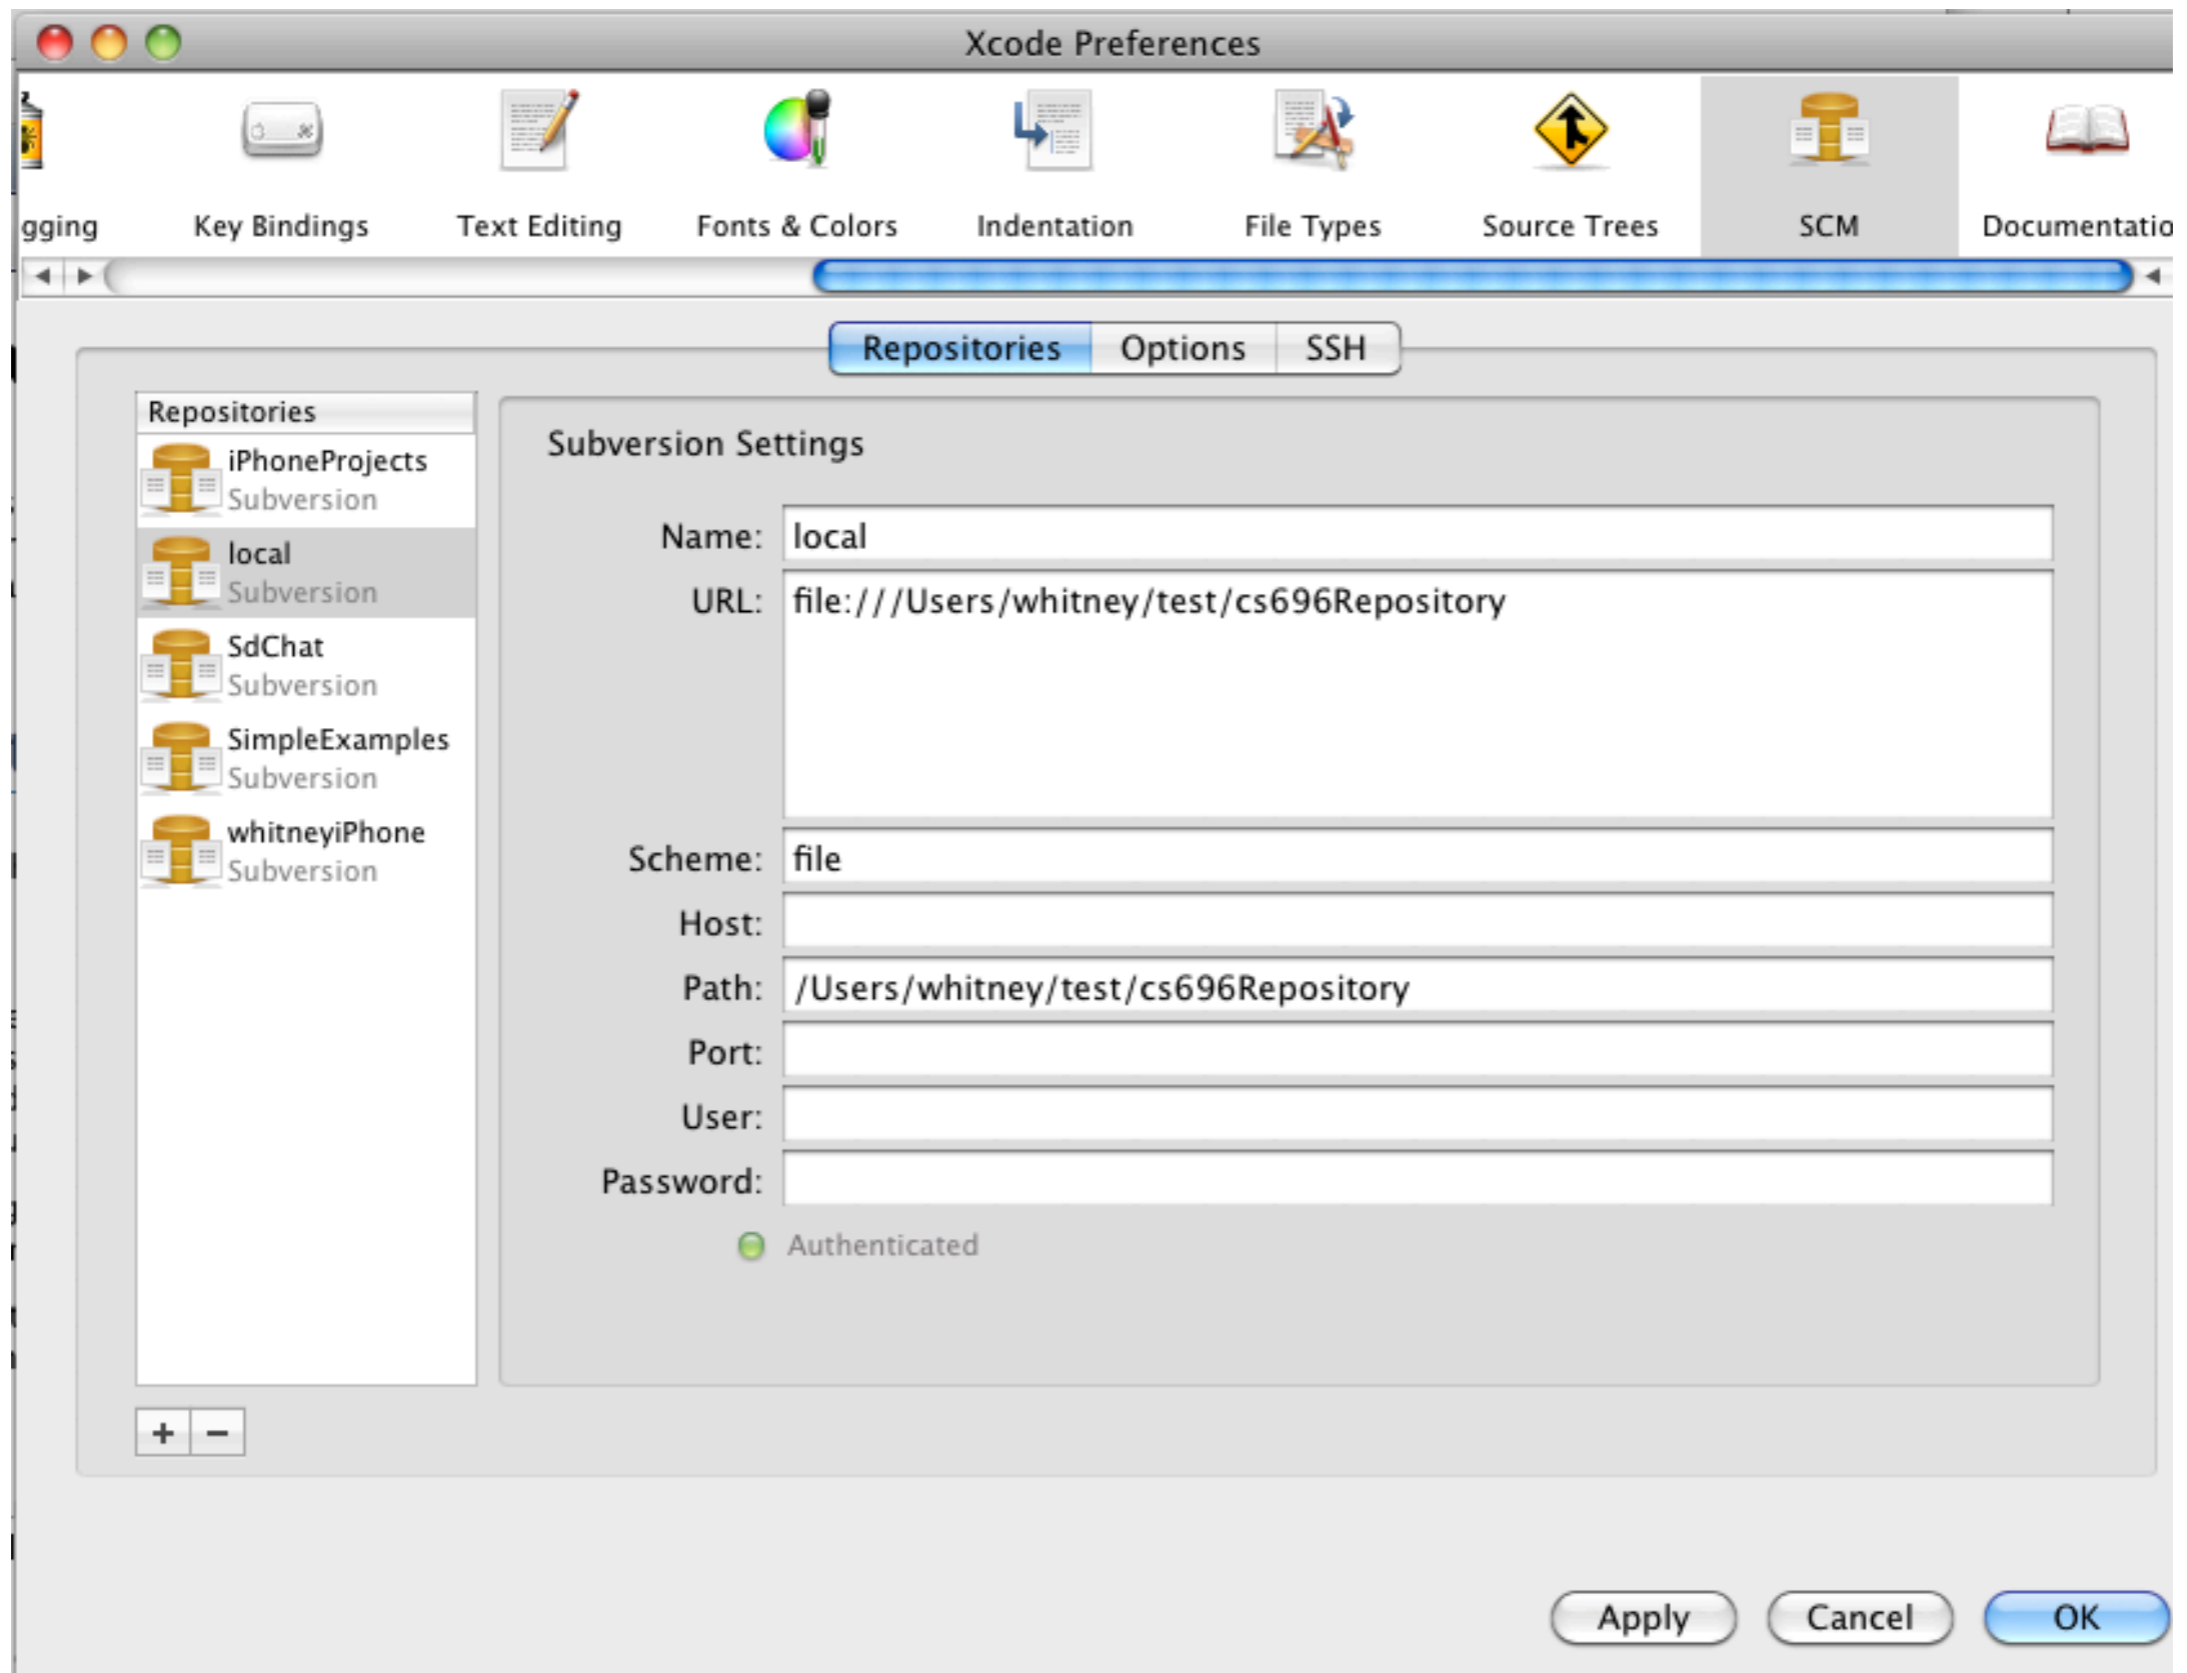 Xcode Preferences
gging Key Bindings Text Editing Fonts & Colors Indentation File Types Source Trees SCM Documentatio
Repositories Options SSH
Repositories
iPhoneProjects
Subversion
local
Subversion
SdChat
Subversion
SimpleExamples
Subversion
whitneyiPhone
Subversion
Subversion Settings
Name: local
URL: file:///Users/whitney/test/cs696Repository
Scheme: file
Host:
Path: /Users/whitney/test/cs696Repository
Port:
User:
Password:
Authenticated
+ −
Apply Cancel OK